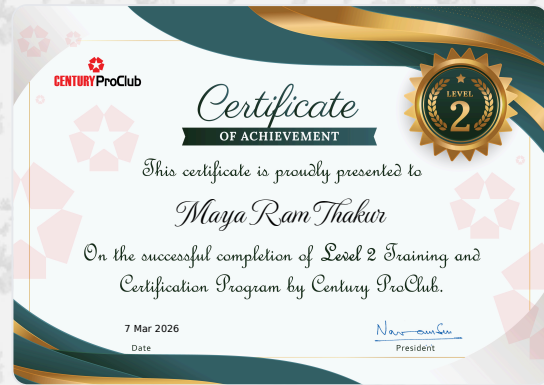 CENTURY ProClub
LEVEL
2
Certificate
OF ACHIEVEMENT
This certificate is proudly presented to
Maya Ram Thakur
On the successful completion of Level 2 Training and
Certification Program by Century ProClub.
7 Mar 2026
Date
President